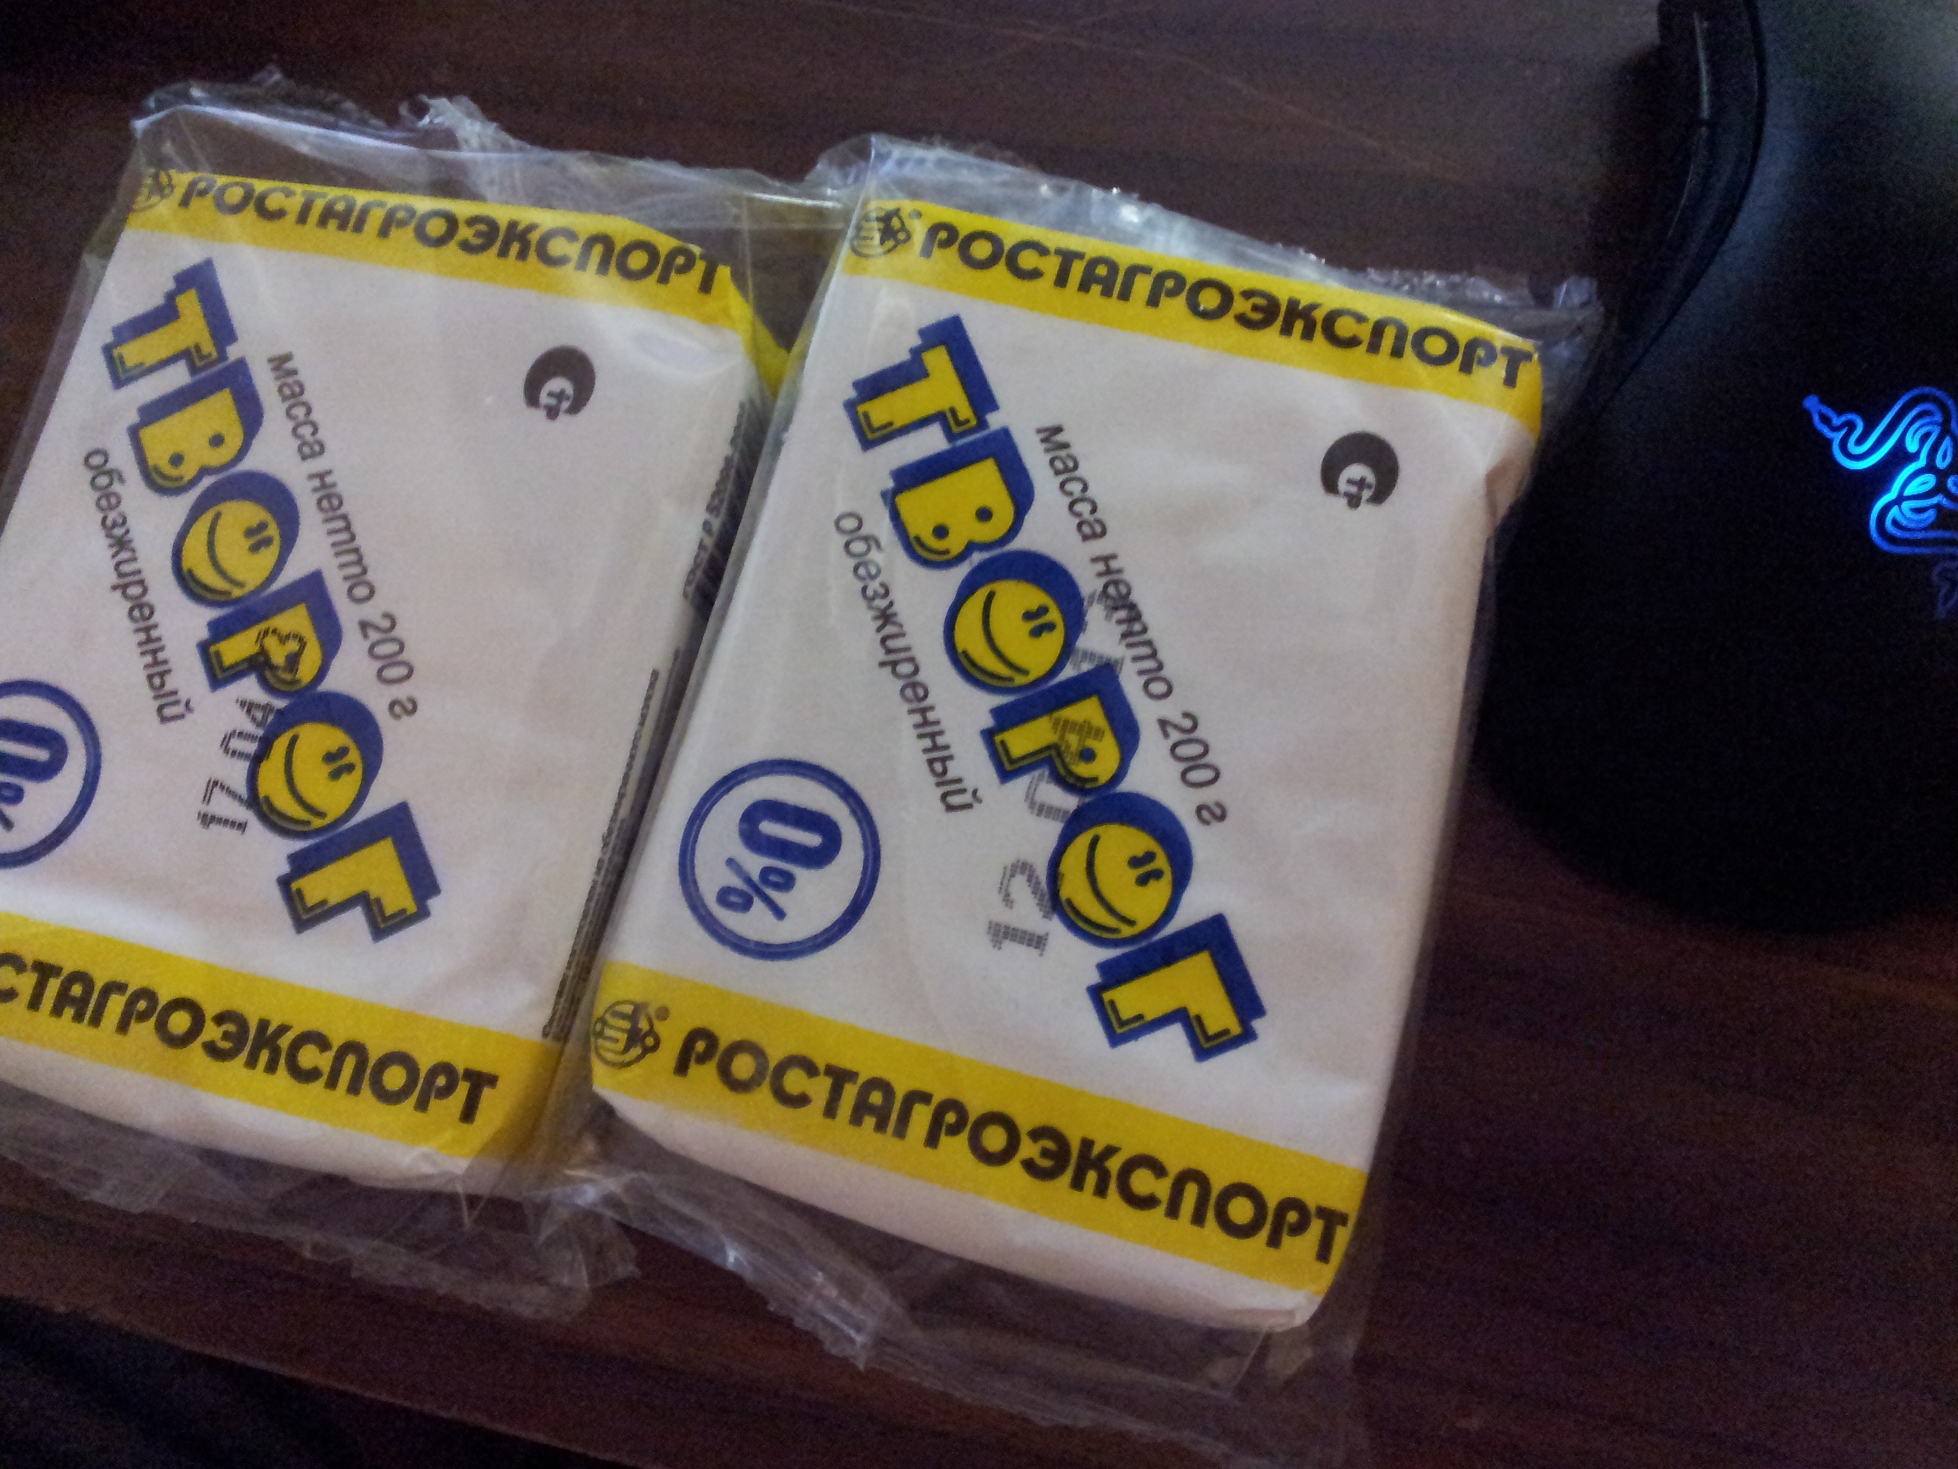 РОСТАГРОЭКСПОРТ
масса нетто 200 г
ТВОРОГ
обезжиренный
0%
СТАГРОЭКСПОРТ
РОСТАГРОЭКСПОРТ
масса нетто 200 г
ТВОРОГ
обезжиренный
0%
РОСТАГРОЭКСПОРТ